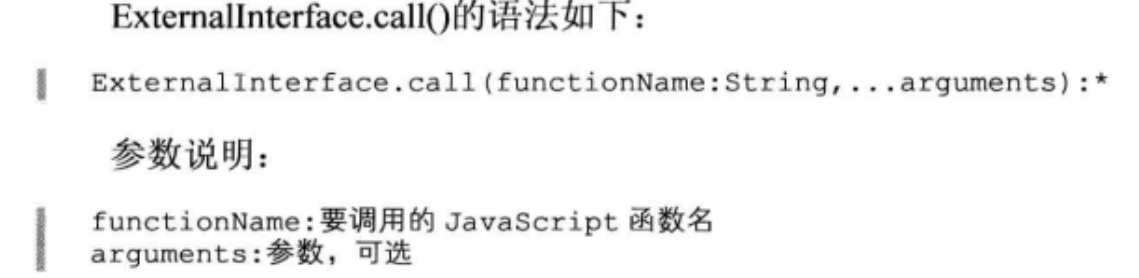 ExternalInterface.call()的语法如下：
ExternalInterface.call(functionName:String,...arguments):*
参数说明：
functionName:要调用的 JavaScript 函数名
arguments:参数，可选